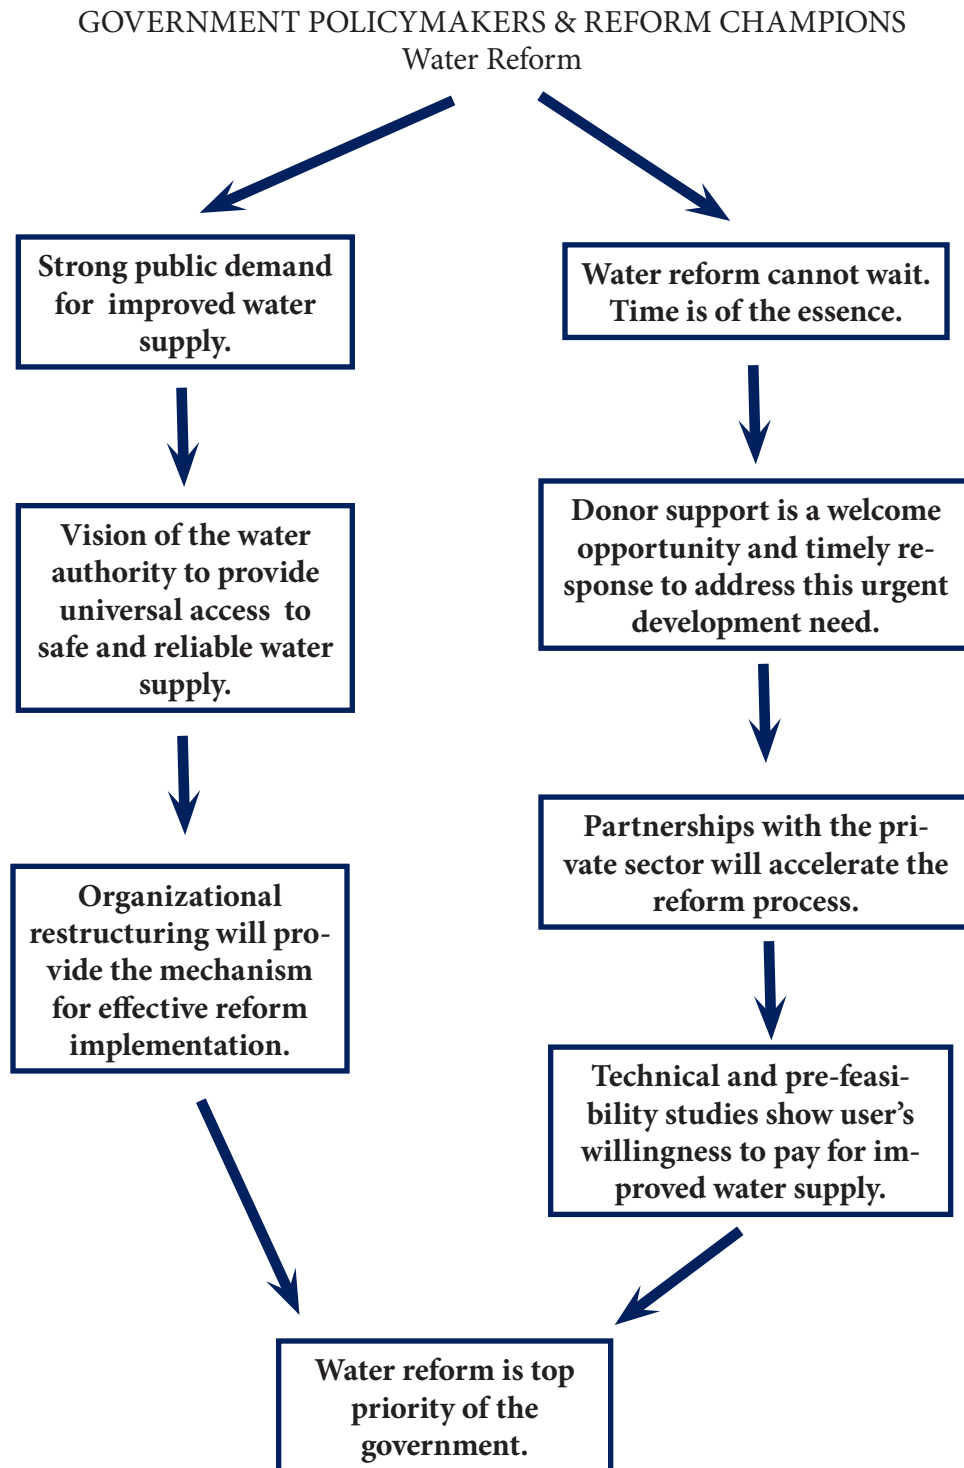 GOVERNMENT POLICYMAKERS & REFORM CHAMPIONS
Water Reform
Strong public demand
for improved water
supply.
Vision of the water
authority to provide
universal access to
safe and reliable water
supply.
Organizational
restructuring will pro-
vide the mechanism
for effective reform
implementation.
Water reform cannot wait.
Time is of the essence.
Donor support is a welcome
opportunity and timely re-
sponse to address this urgent
development need.
Partnerships with the pri-
vate sector will accelerate the
reform process.
Technical and pre-feasi-
bility studies show user’s
willingness to pay for im-
proved water supply.
Water reform is top
priority of the
government.